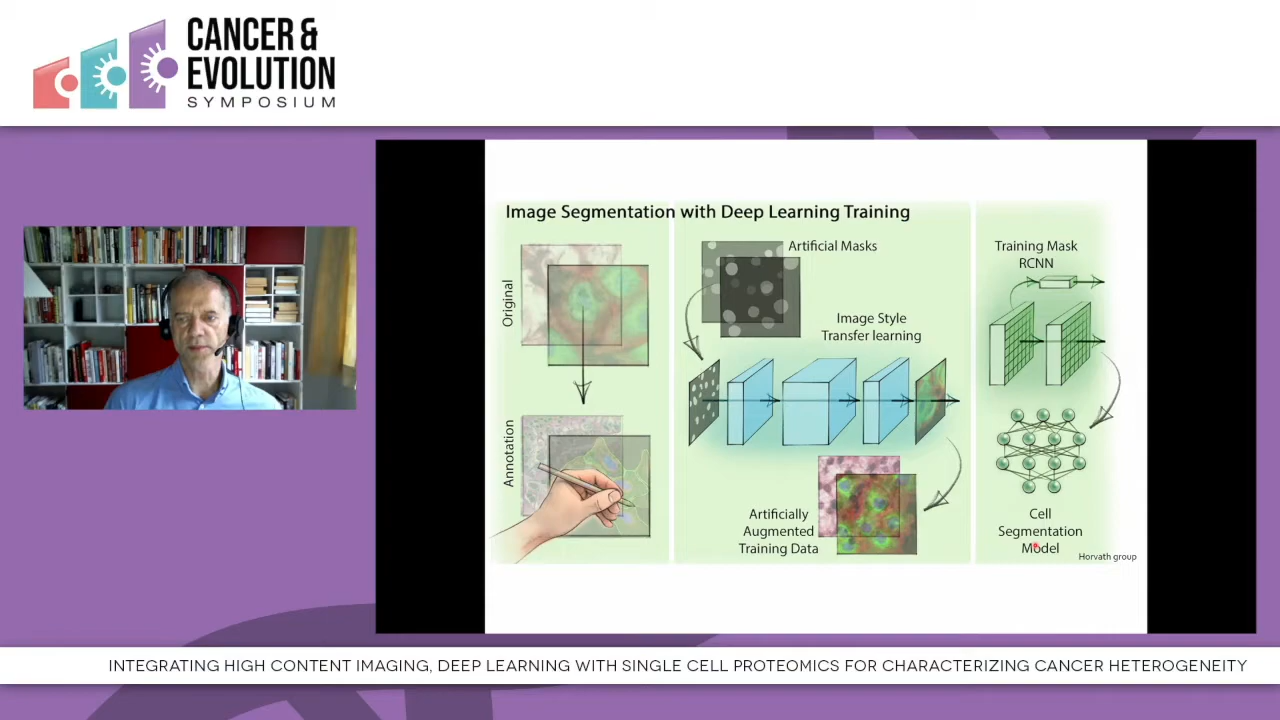 CANCER &
EVOLUTION
SYMPOSIUM
Image Segmentation with Deep Learning Training
Original
Annotation
Artificial Masks
Image Style
Transfer learning
Artificially
Augmented
Training Data
Training Mask
RCNN
Cell
Segmentation
Model
Horvath group
INTEGRATING HIGH CONTENT IMAGING, DEEP LEARNING WITH SINGLE CELL PROTEOMICS FOR CHARACTERIZING CANCER HETEROGENEITY